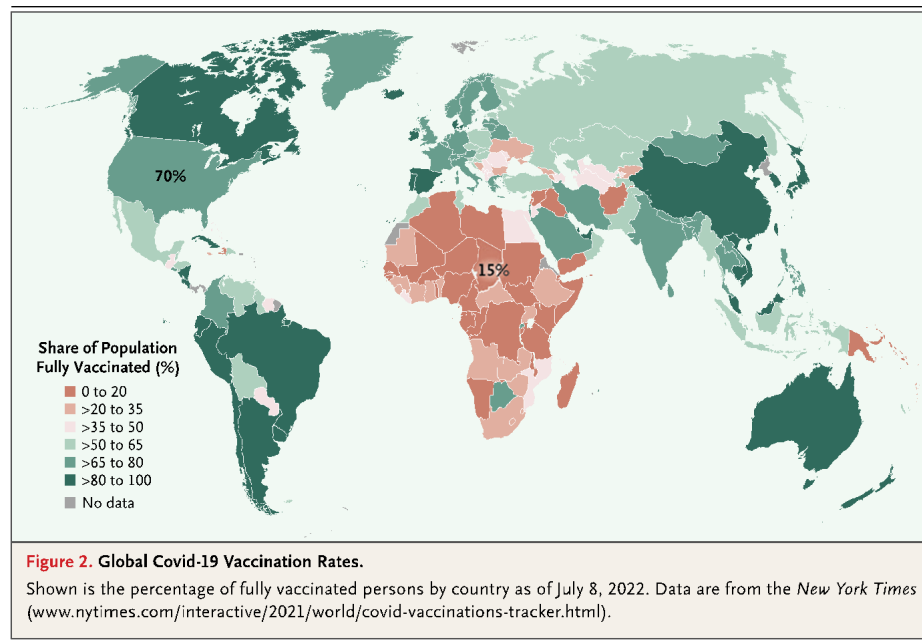 70%
15%
Share of Population
Fully Vaccinated (%)
0 to 20
>20 to 35
>35 to 50
>50 to 65
>65 to 80
>80 to 100
No data
Figure 2. Global Covid-19 Vaccination Rates.
Shown is the percentage of fully vaccinated persons by country as of July 8, 2022. Data are from the New York Times
(www.nytimes.com/interactive/2021/world/covid-vaccinations-tracker.html).